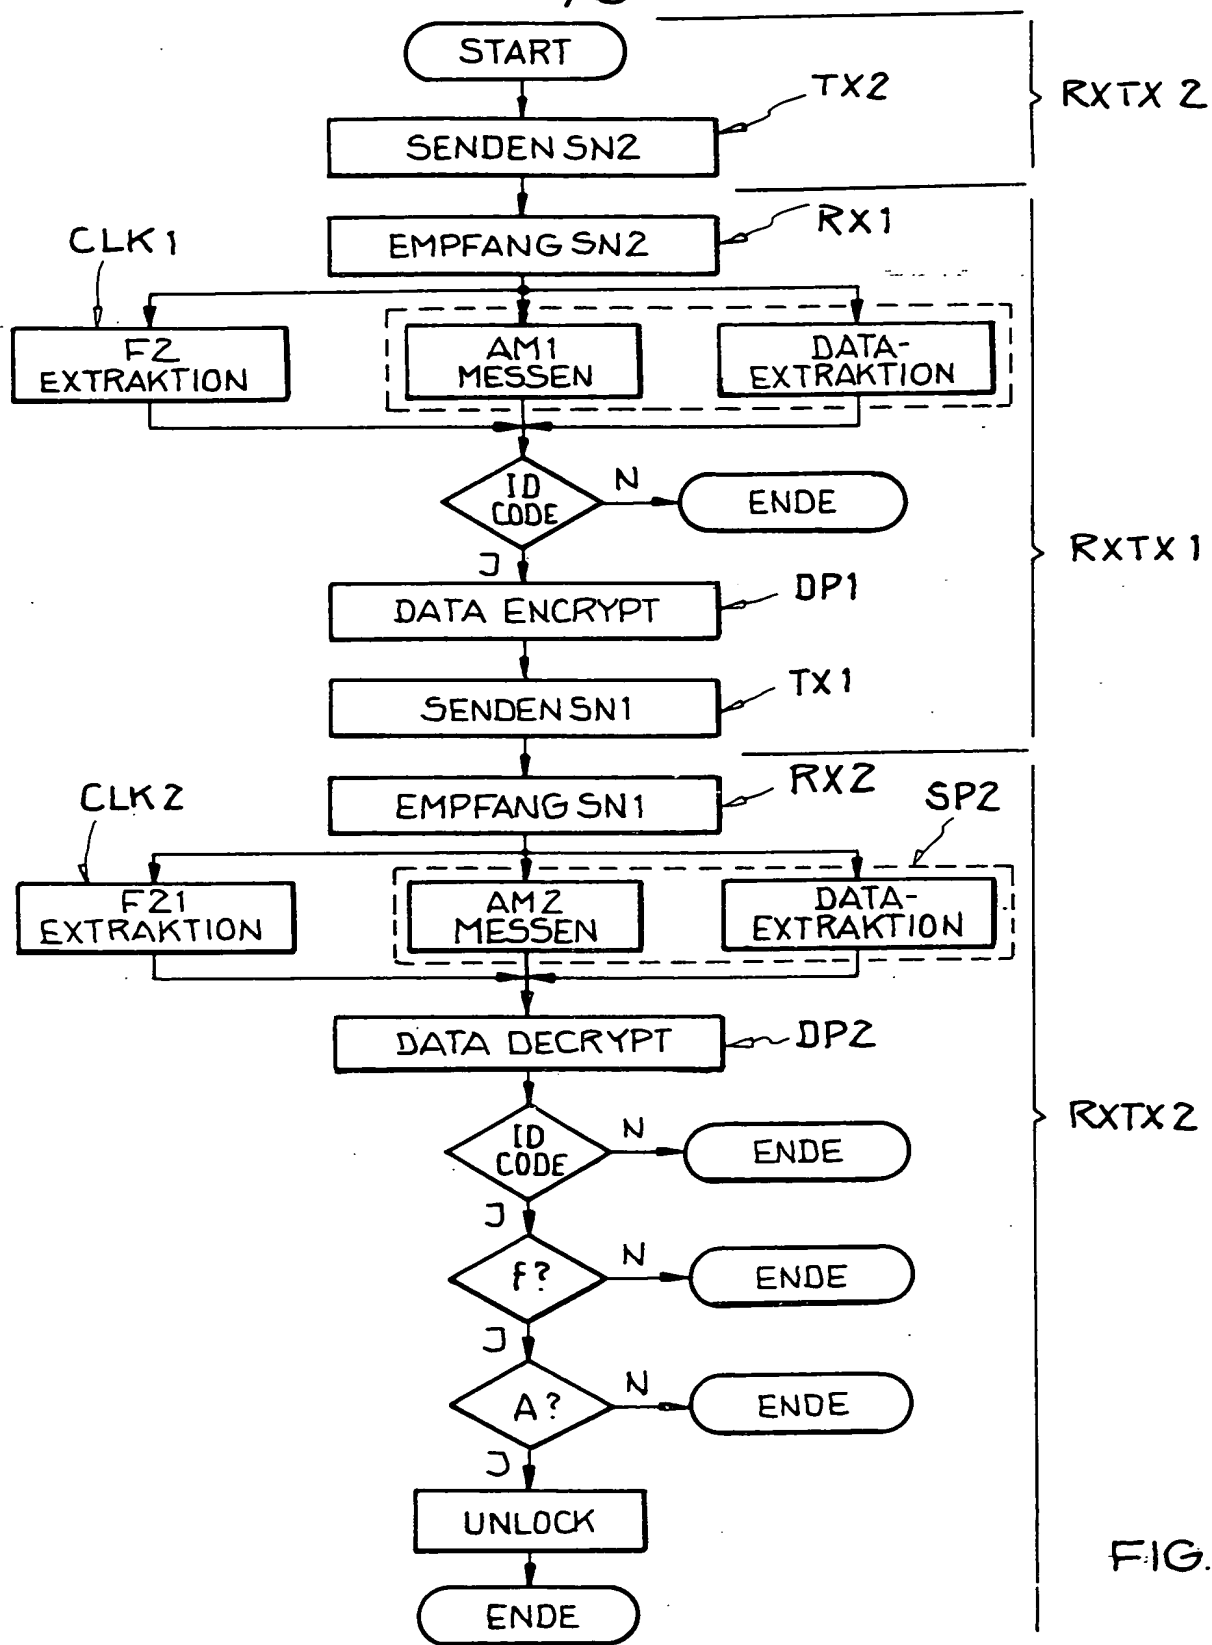 START
TX2
RXTX 2
SENDEN SN2
RX1
CLK1
EMPFANG SN2
F2
EXTRAKTION
AM1
MESSEN
DATA-
EXTRAKTION
ID
CODE
N
ENDE
J
RXTX1
DP1
DATA ENCRYPT
TX1
SENDEN SN1
RX2
CLK2
SP2
EMPFANG SN1
F21
EXTRAKTION
AM2
MESSEN
DATA-
EXTRAKTION
DATA DECRYPT
DP2
RXTX2
ID
CODE
N
ENDE
J
f?
N
ENDE
J
A?
N
ENDE
J
UNLOCK
ENDE
FIG.